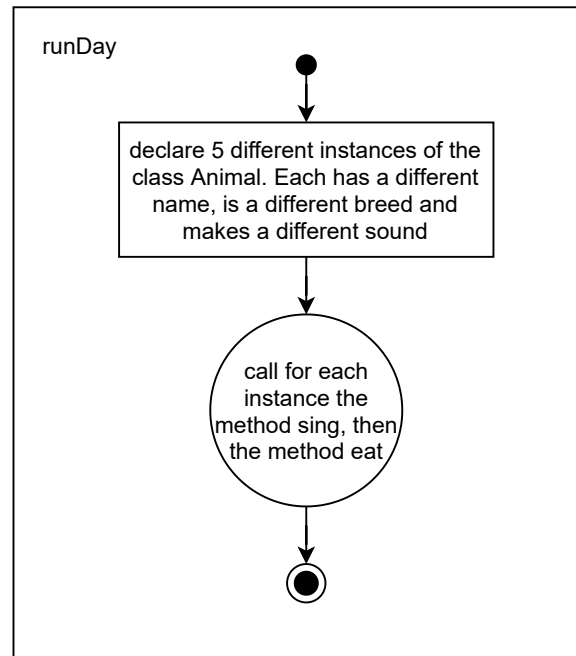 runDay
declare 5 different instances of the
class Animal. Each has a different
name, is a different breed and
makes a different sound
call for each
instance the
method sing, then
the method eat